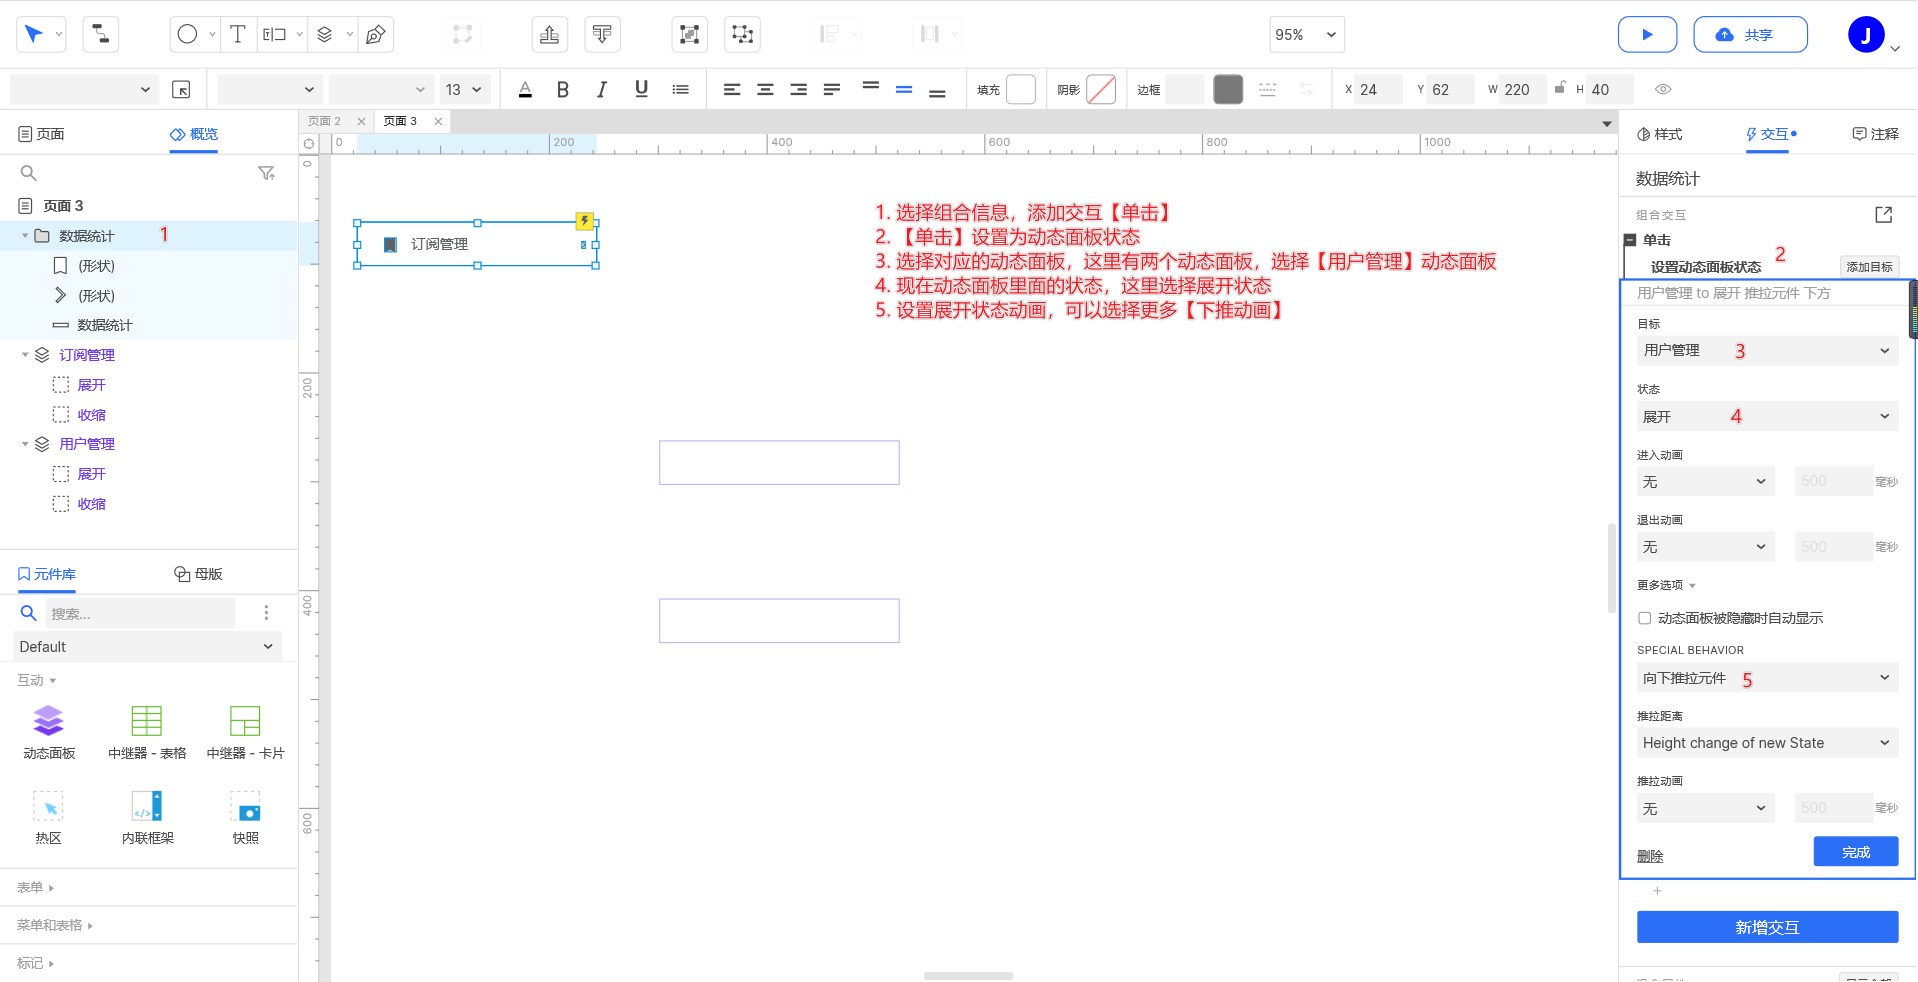 95%
共享
J
13
填充
阴影
边框
X 24
Y 62
W 220
H 40
页面
概览
页面 2
页面 3
0
200
400
600
800
1000
样式
交互
注释
页面 3
数据统计 1
(形状)
(形状)
数据统计
订阅管理
展开
收缩
用户管理
展开
收缩
元件库
母版
搜索...
Default
互动
动态面板
中继器 - 表格
中继器 - 卡片
热区
内联框架
快照
表单
菜单和表格
标记
0
200
400
600
订阅管理
1. 选择组合信息，添加交互【单击】
2. 【单击】设置为动态面板状态
3. 选择对应的动态面板，这里有两个动态面板，选择【用户管理】动态面板
4. 现在动态面板里面的状态，这里选择展开状态
5. 设置展开状态动画，可以选择更多【下推动画】
数据统计
组合交互
单击
设置动态面板状态 2
添加目标
用户管理 to 展开 推拉元件 下方
目标
用户管理 3
状态
展开 4
进入动画
无
500 毫秒
退出动画
无
500 毫秒
更多选项
动态面板被隐藏时自动显示
SPECIAL BEHAVIOR
向下推拉元件 5
推拉距离
Height change of new State
推拉动画
无
500 毫秒
删除
完成
新增交互